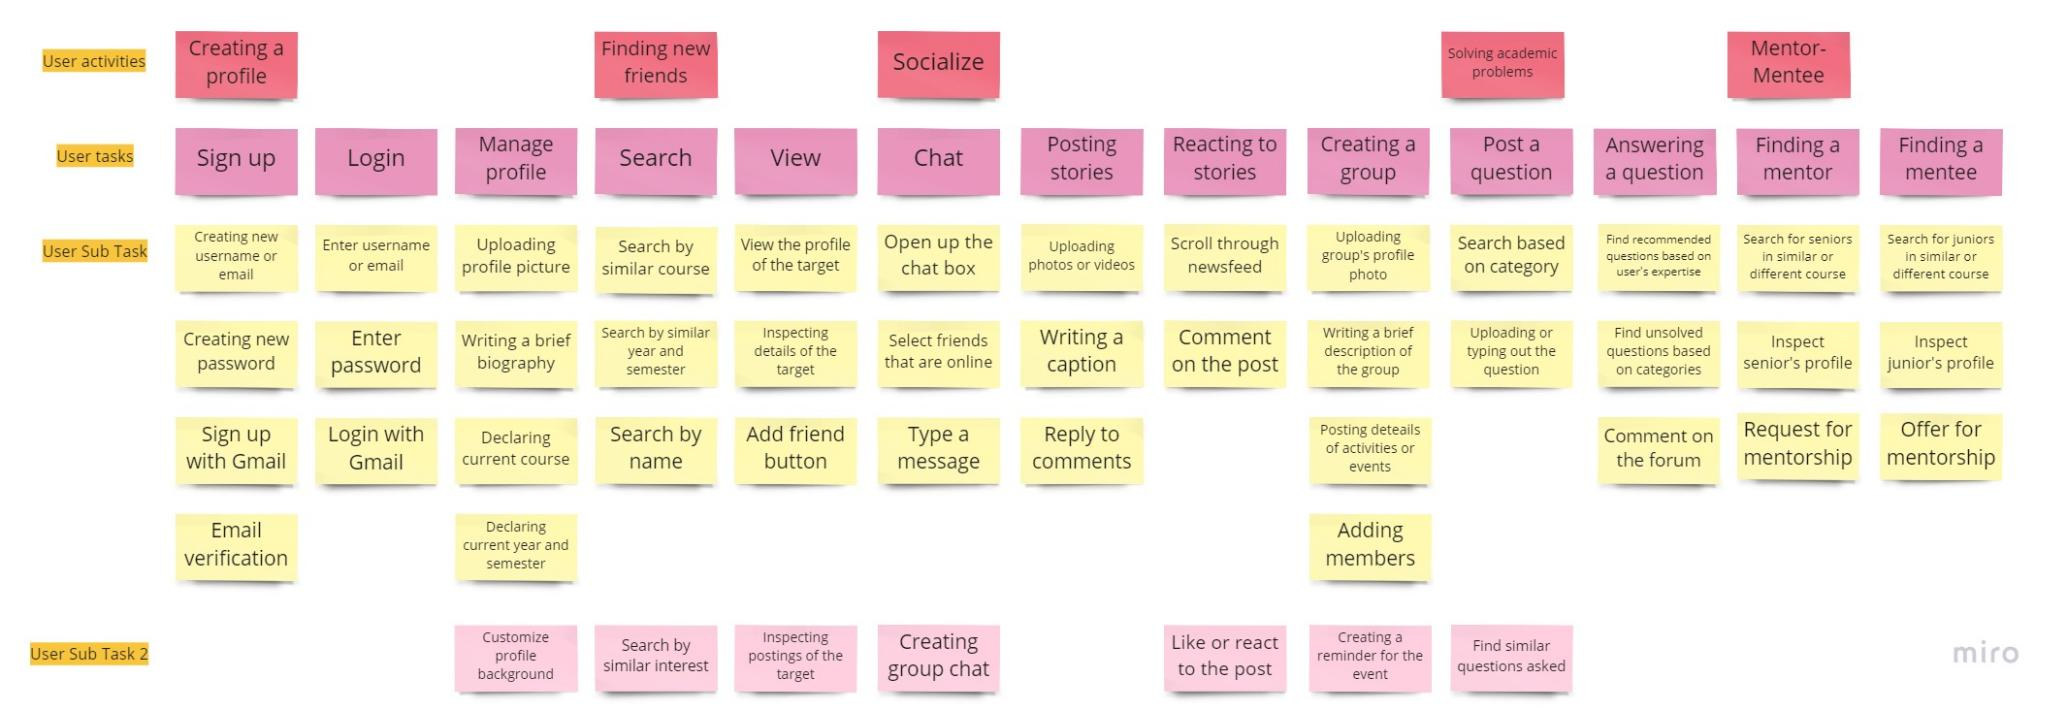 User activities
Creating a
profile
Finding new
friends
Socialize
Solving academic
problems
Mentor-
Mentee
User tasks
Sign up
Login
Manage
profile
Search
View
Chat
Posting
stories
Reacting to
stories
Creating a
group
Post a
question
Answering
a question
Finding a
mentor
Finding a
mentee
User Sub Task
Creating new
username or
email
Enter username
or email
Uploading
profile picture
Search by
similar course
View the profile
of the target
Open up the
chat box
Uploading
photos or videos
Scroll through
newsfeed
Uploading
group's profile
photo
Search based
on category
Find recommended
questions based on
user's expertise
Search for seniors
in similar or
different course
Search for juniors
in similar or
different course
Creating new
password
Enter
password
Writing a brief
biography
Search by similar
year and
semester
Inspecting
details of the
target
Select friends
that are online
Writing a
caption
Comment
on the post
Writing a brief
description of
the group
Uploading or
typing out the
question
Find unsolved
questions based
on categories
Inspect
senior's profile
Inspect
junior's profile
Sign up
with Gmail
Login with
Gmail
Declaring
current course
Search by
name
Add friend
button
Type a
message
Reply to
comments
Posting deteails
of activities or
events
Comment on
the forum
Request for
mentorship
Offer for
mentorship
Email
verification
Declaring
current year and
semester
Adding
members
User Sub Task 2
Customize
profile
background
Search by
similar interest
Inspecting
postings of the
target
Creating
group chat
Like or react
to the post
Creating a
reminder for the
event
Find similar
questions asked
miro